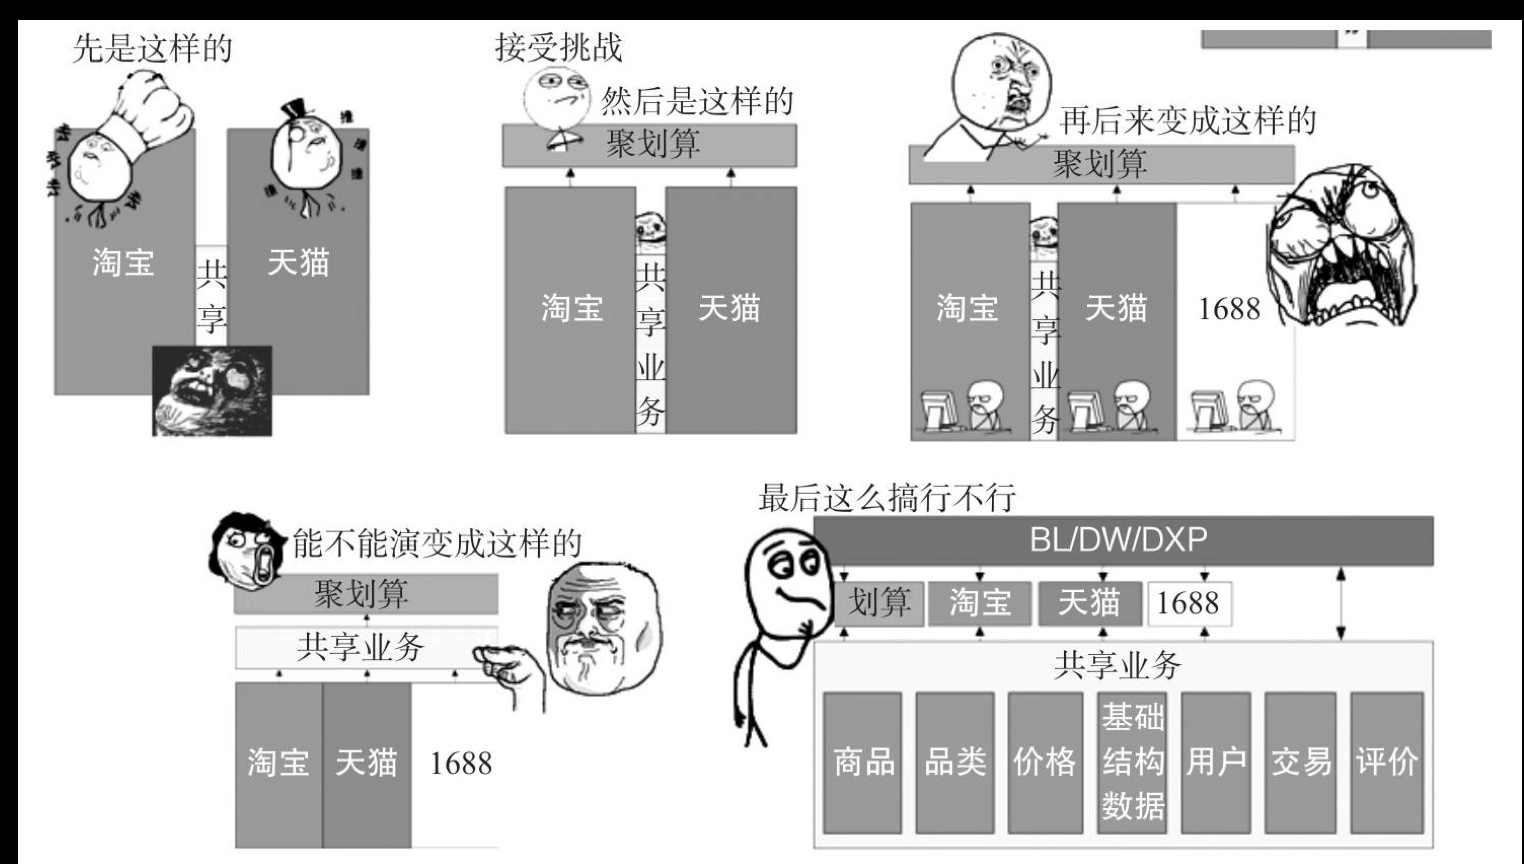 先是这样的
淘宝
共享
天猫
接受挑战
然后是这样的
聚划算
淘宝
共享业务
天猫
再后来变成这样的
聚划算
淘宝
共享业务
天猫
1688
能不能演变成这样的
聚划算
共享业务
淘宝
天猫
1688
最后这么搞行不行
BL/DW/DXP
划算
淘宝
天猫
1688
共享业务
商品
品类
价格
基础
结构
数据
用户
交易
评价